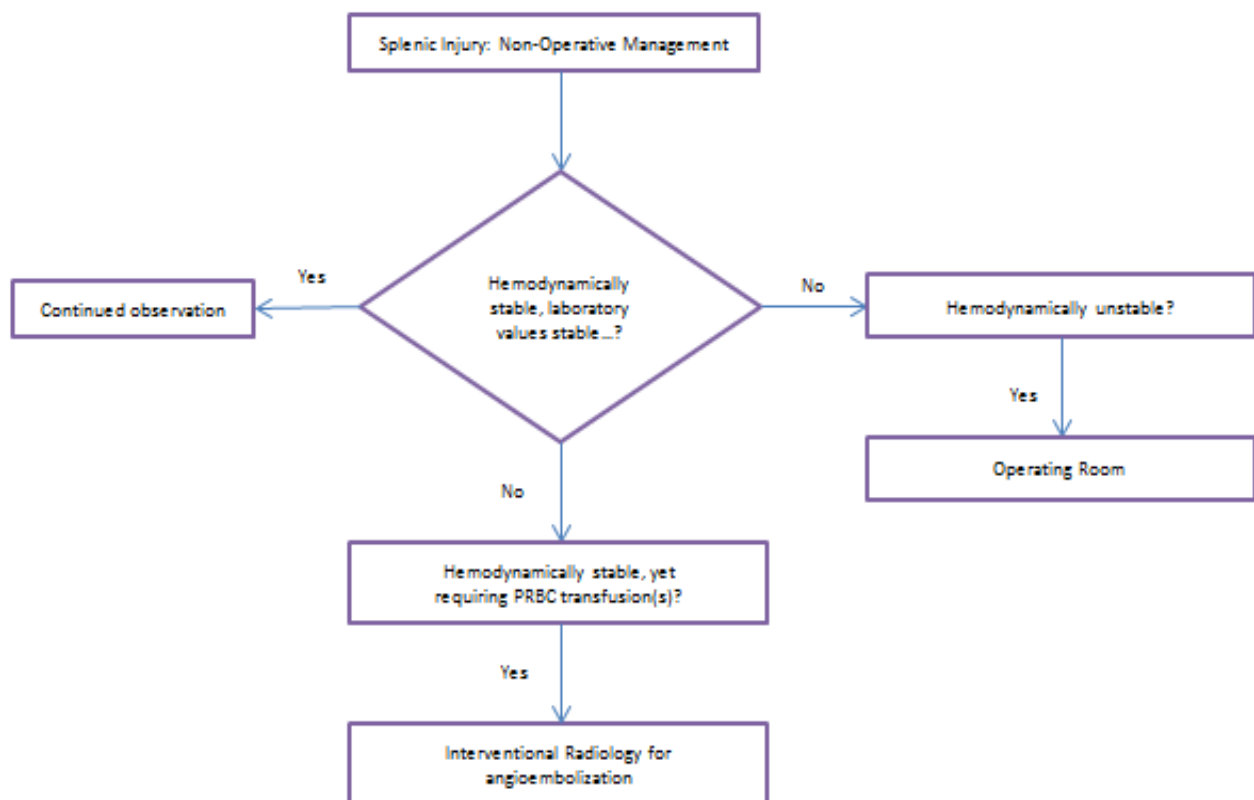 Splenic Injury: Non-Operative Management
Yes
Hemodynamically
stable, laboratory
values stable...?
No
Continued observation
Hemodynamically unstable?
Yes
Operating Room
No
Hemodynamically stable, yet
requiring PRBC transfusion(s)?
Yes
Interventional Radiology for
angioembolization